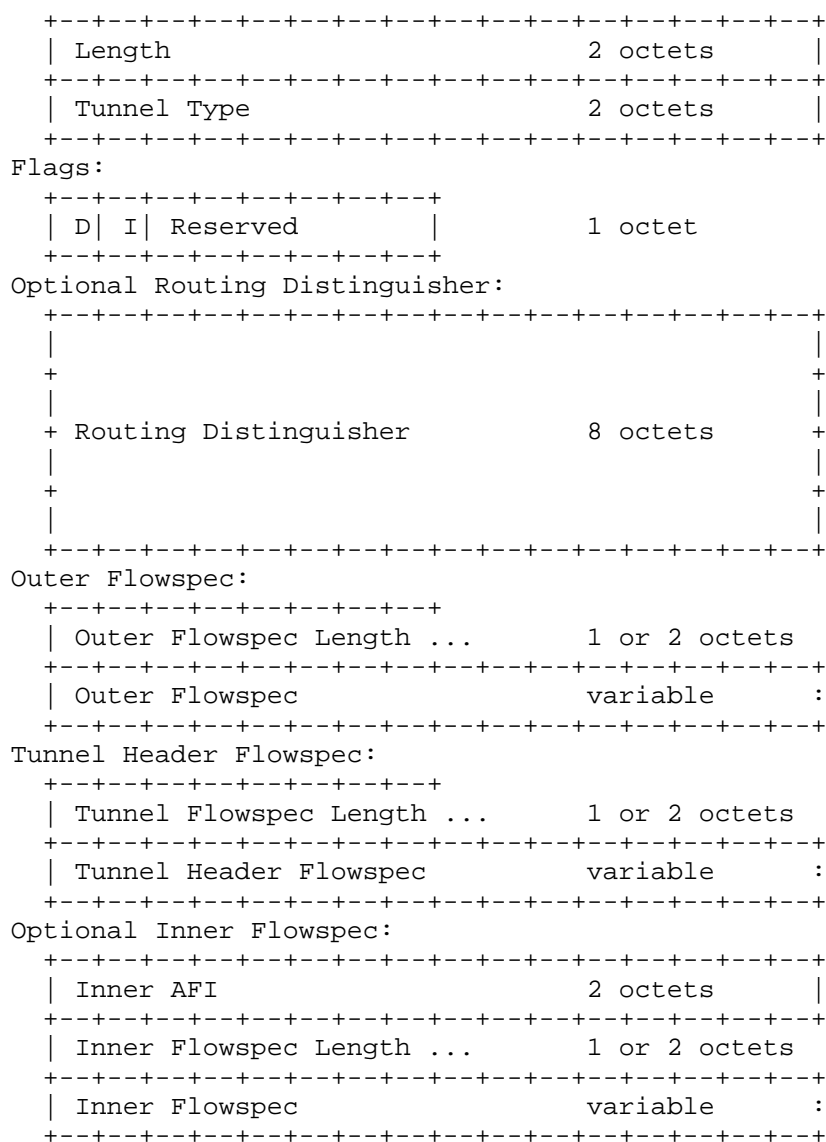 +--+--+--+--+--+--+--+--+--+--+--+--+--+--+--+--+
| Length                          2 octets      |
+--+--+--+--+--+--+--+--+--+--+--+--+--+--+--+--+
| Tunnel Type                     2 octets      |
+--+--+--+--+--+--+--+--+--+--+--+--+--+--+--+--+
Flags:
+--+--+--+--+--+--+--+--+
| D| I| Reserved        |         1 octet
+--+--+--+--+--+--+--+--+
Optional Routing Distinguisher:
+--+--+--+--+--+--+--+--+--+--+--+--+--+--+--+--+
|                                               |
+                                               +
|                                               |
+ Routing Distinguisher           8 octets      +
|                                               |
+                                               +
|                                               |
+--+--+--+--+--+--+--+--+--+--+--+--+--+--+--+--+
Outer Flowspec:
+--+--+--+--+--+--+--+--+
| Outer Flowspec Length ...       1 or 2 octets
+--+--+--+--+--+--+--+--+--+--+--+--+--+--+--+--+
| Outer Flowspec                  variable      :
+--+--+--+--+--+--+--+--+--+--+--+--+--+--+--+--+
Tunnel Header Flowspec:
+--+--+--+--+--+--+--+--+
| Tunnel Flowspec Length ...      1 or 2 octets
+--+--+--+--+--+--+--+--+--+--+--+--+--+--+--+--+
| Tunnel Header Flowspec          variable      :
+--+--+--+--+--+--+--+--+--+--+--+--+--+--+--+--+
Optional Inner Flowspec:
+--+--+--+--+--+--+--+--+--+--+--+--+--+--+--+--+
| Inner AFI                       2 octets      |
+--+--+--+--+--+--+--+--+--+--+--+--+--+--+--+--+
| Inner Flowspec Length ...       1 or 2 octets
+--+--+--+--+--+--+--+--+--+--+--+--+--+--+--+--+
| Inner Flowspec                  variable      :
+--+--+--+--+--+--+--+--+--+--+--+--+--+--+--+--+